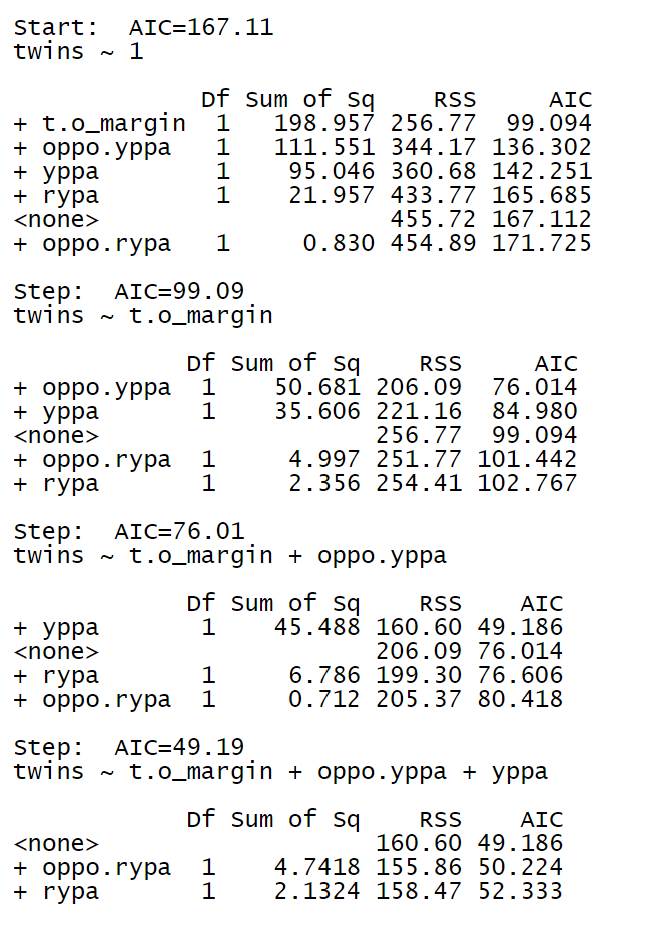 Start:  AIC=167.11
twins ~ 1
             Df Sum of Sq    RSS     AIC
+ t.o_margin  1   198.957 256.77  99.094
+ oppo.yppa   1   111.551 344.17 136.302
+ yppa        1    95.046 360.68 142.251
+ rypa        1    21.957 433.77 165.685
<none>                    455.72 167.112
+ oppo.rypa   1     0.830 454.89 171.725
Step:  AIC=99.09
twins ~ t.o_margin
            Df Sum of Sq    RSS     AIC
+ oppo.yppa  1    50.681 206.09  76.014
+ yppa       1    35.606 221.16  84.980
<none>                   256.77  99.094
+ oppo.rypa  1     4.997 251.77 101.442
+ rypa       1     2.356 254.41 102.767
Step:  AIC=76.01
twins ~ t.o_margin + oppo.yppa
            Df Sum of Sq    RSS    AIC
+ yppa       1    45.488 160.60 49.186
<none>                   206.09 76.014
+ rypa       1     6.786 199.30 76.606
+ oppo.rypa  1     0.712 205.37 80.418
Step:  AIC=49.19
twins ~ t.o_margin + oppo.yppa + yppa
            Df Sum of Sq    RSS    AIC
<none>                   160.60 49.186
+ oppo.rypa  1    4.7418 155.86 50.224
+ rypa       1    2.1324 158.47 52.333